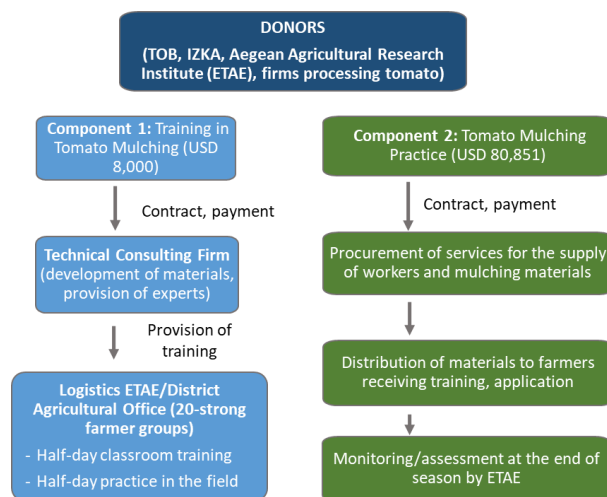 DONORS
(TOB, IZKA, Aegean Agricultural Research
Institute (ETAE), firms processing tomato)
Component 1: Training in
Tomato Mulching (USD
8,000)
Contract, payment
Technical Consulting Firm
(development of materials,
provision of experts)
Provision of
training
Logistics ETAE/District
Agricultural Office (20-strong
farmer groups)
- Half-day classroom training
- Half-day practice in the field
Component 2: Tomato Mulching
Practice (USD 80,851)
Contract, payment
Procurement of services for the supply
of workers and mulching materials
Distribution of materials to farmers
receiving training, application
Monitoring/assessment at the end of
season by ETAE